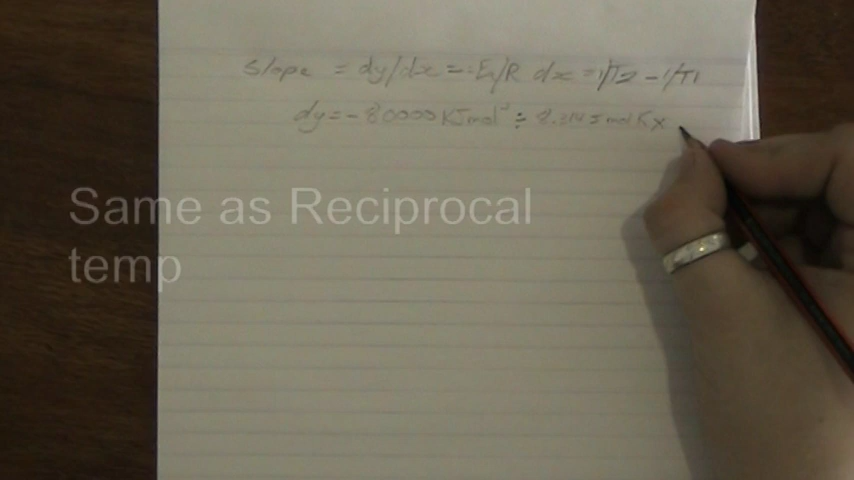 slope = dy/dx = -Ea/R dx = 1/T2 - 1/T1
dy = - 80000 KJmol⁻¹ ÷ 8.314 J mol K x
Same as Reciprocal
temp